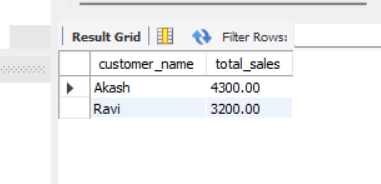 Result Grid Filter Rows:
customer_name total_sales
Akash 4300.00
Ravi 3200.00